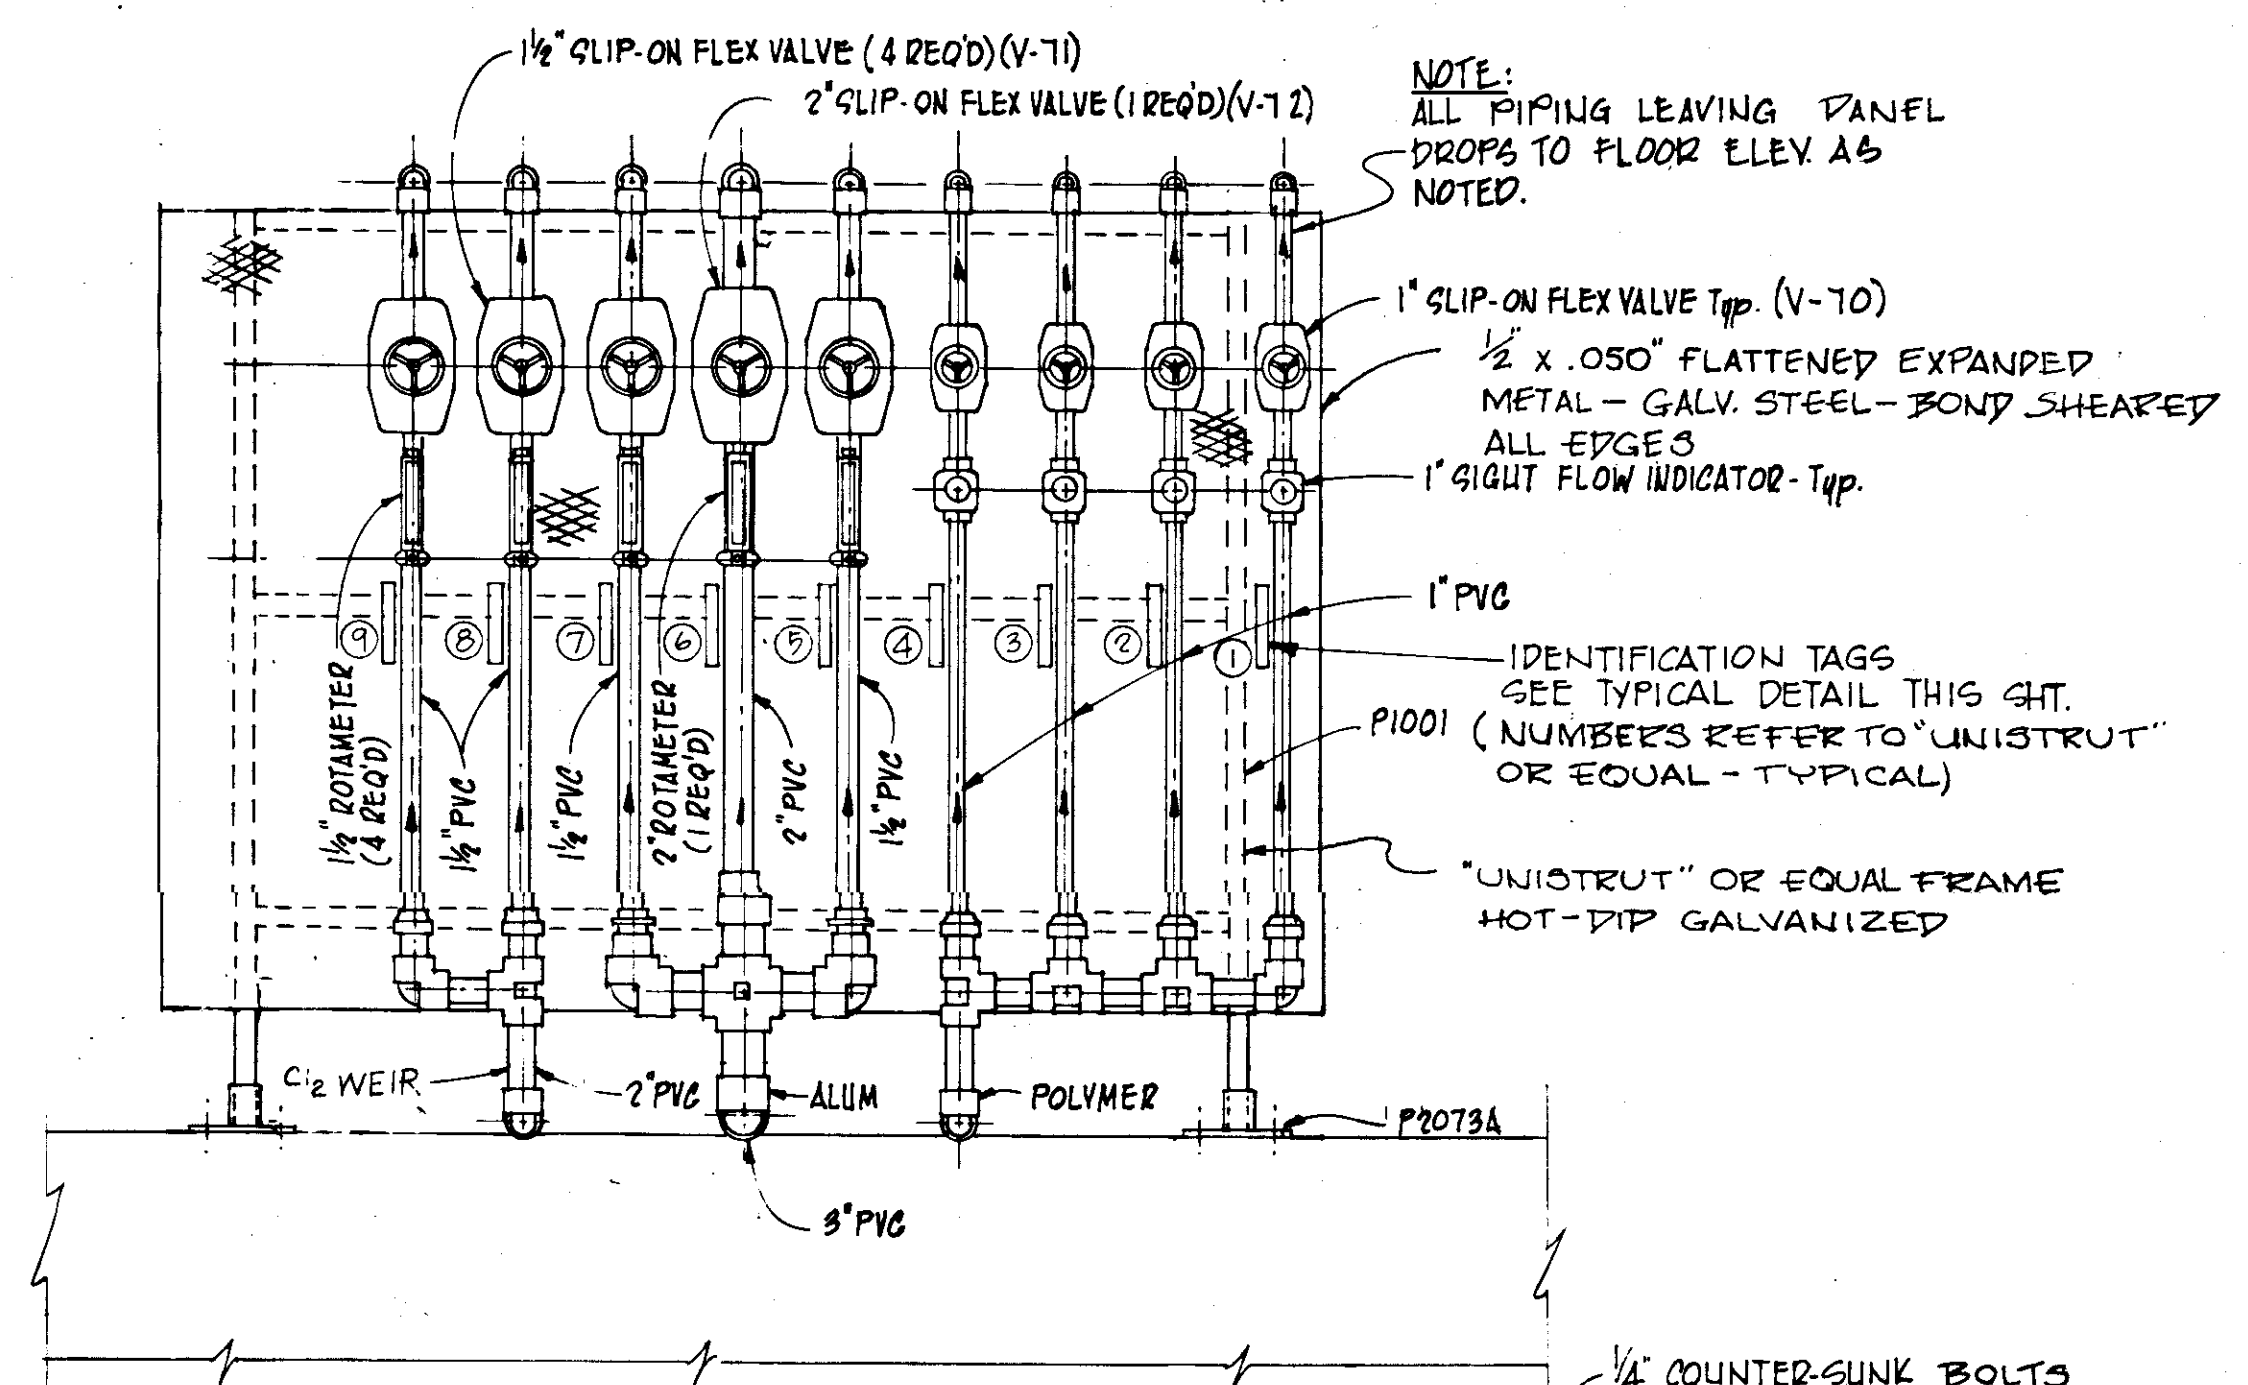 1½" SLIP-ON FLEX VALVE (4 REQ'D)(V-71)
2" SLIP-ON FLEX VALVE (1 REQ'D)(V-72)
NOTE:
ALL PIPING LEAVING PANEL
DROPS TO FLOOR ELEV. AS
NOTED.
1" SLIP-ON FLEX VALVE Typ. (V-70)
½" X .050" FLATTENED EXPANDED
METAL - GALV. STEEL - BOND SHEARED
ALL EDGES
1" SIGHT FLOW INDICATOR - Typ.
1" PVC
9
8
7
6
5
4
3
2
1
IDENTIFICATION TAGS
SEE TYPICAL DETAIL THIS SHT.
P1001 (NUMBERS REFER TO "UNISTRUT"
OR EQUAL - TYPICAL)
1½" ROTAMETER
(4 REQ'D)
1½" PVC
1½" PVC
2" ROTAMETER
(1 REQ'D)
2" PVC
1½" PVC
"UNISTRUT" OR EQUAL FRAME
HOT-DIP GALVANIZED
Cl2 WEIR
2" PVC
ALUM
POLYMER
P2073A
3" PVC
¼" COUNTER-SUNK BOLTS